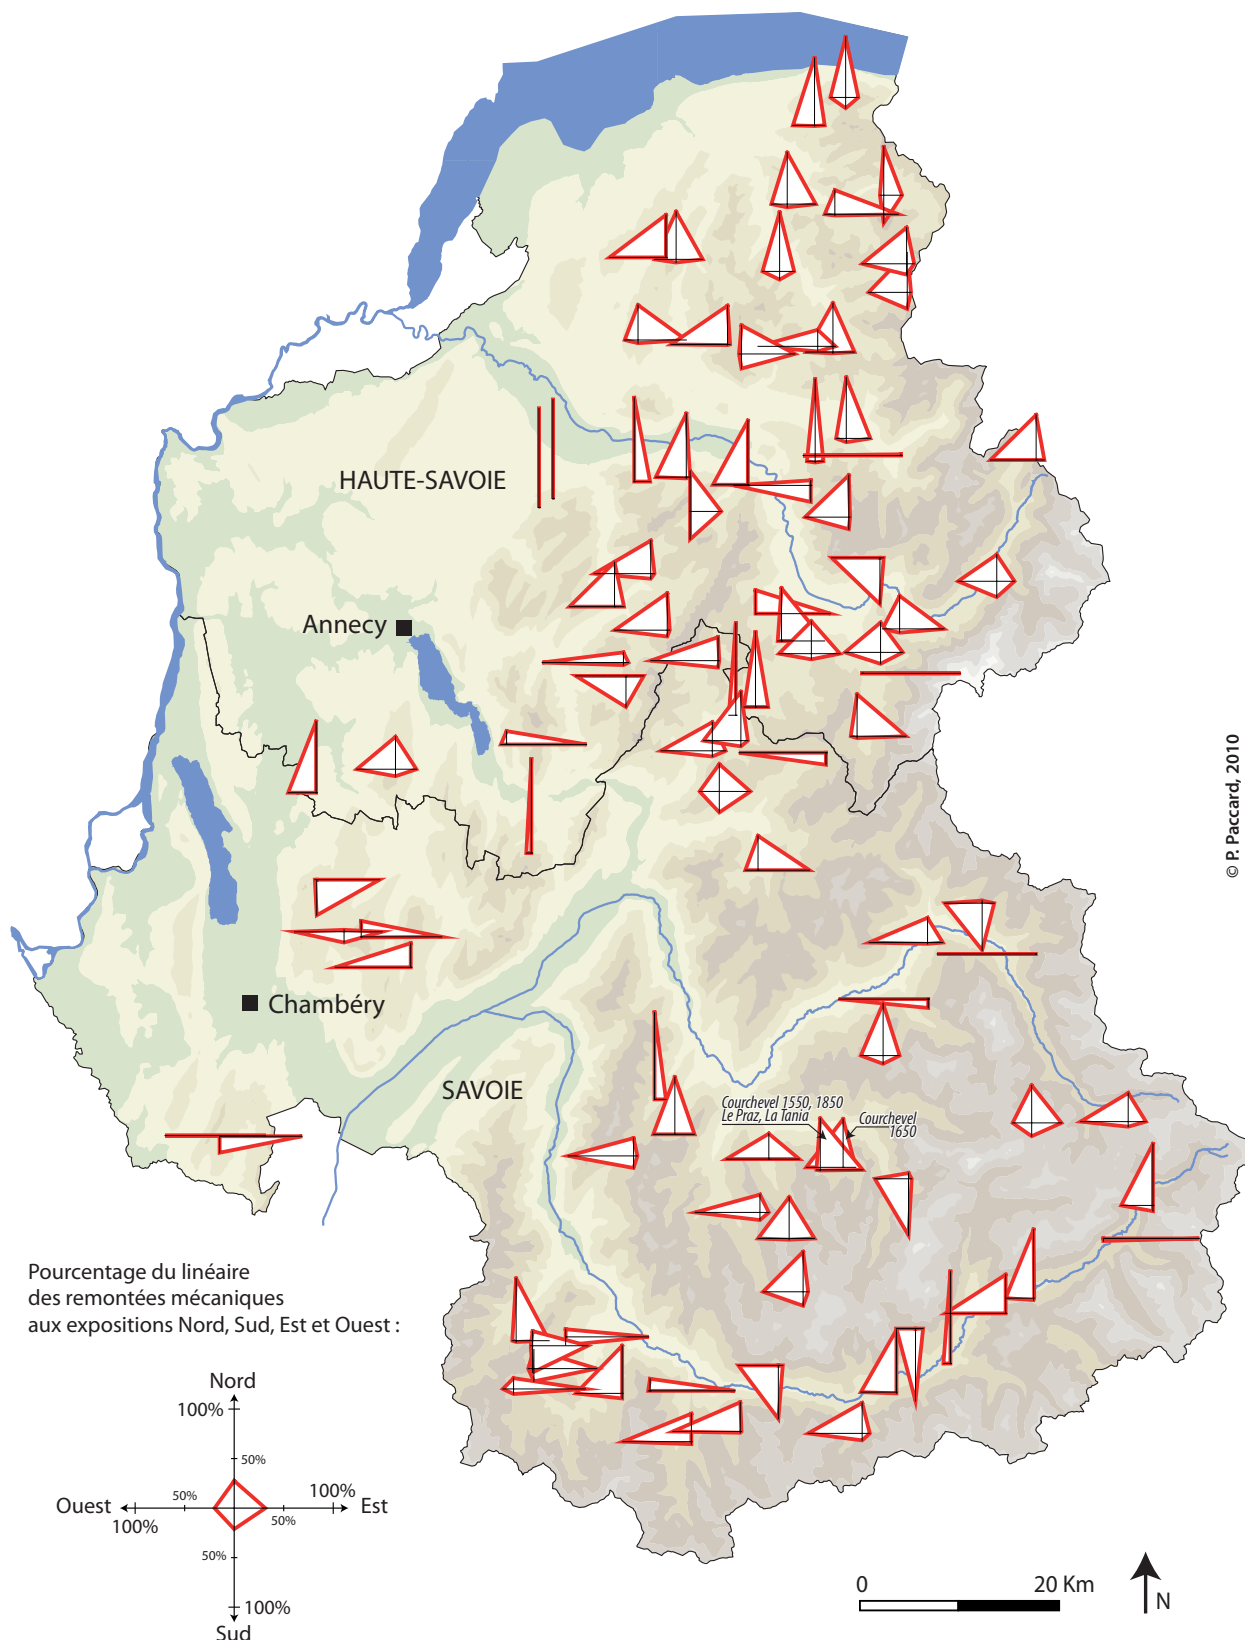 HAUTE-SAVOIE
Annecy
© P. Paccard, 2010
Chambéry
SAVOIE
Courchevel 1550, 1850
Le Praz, La Tania
Courchevel
1650
Pourcentage du linéaire
des remontées mécaniques
aux expositions Nord, Sud, Est et Ouest :
Nord
100%
50%
Ouest
50%
100%
Est
100%
50%
50%
100%
Sud
0
20 Km
N